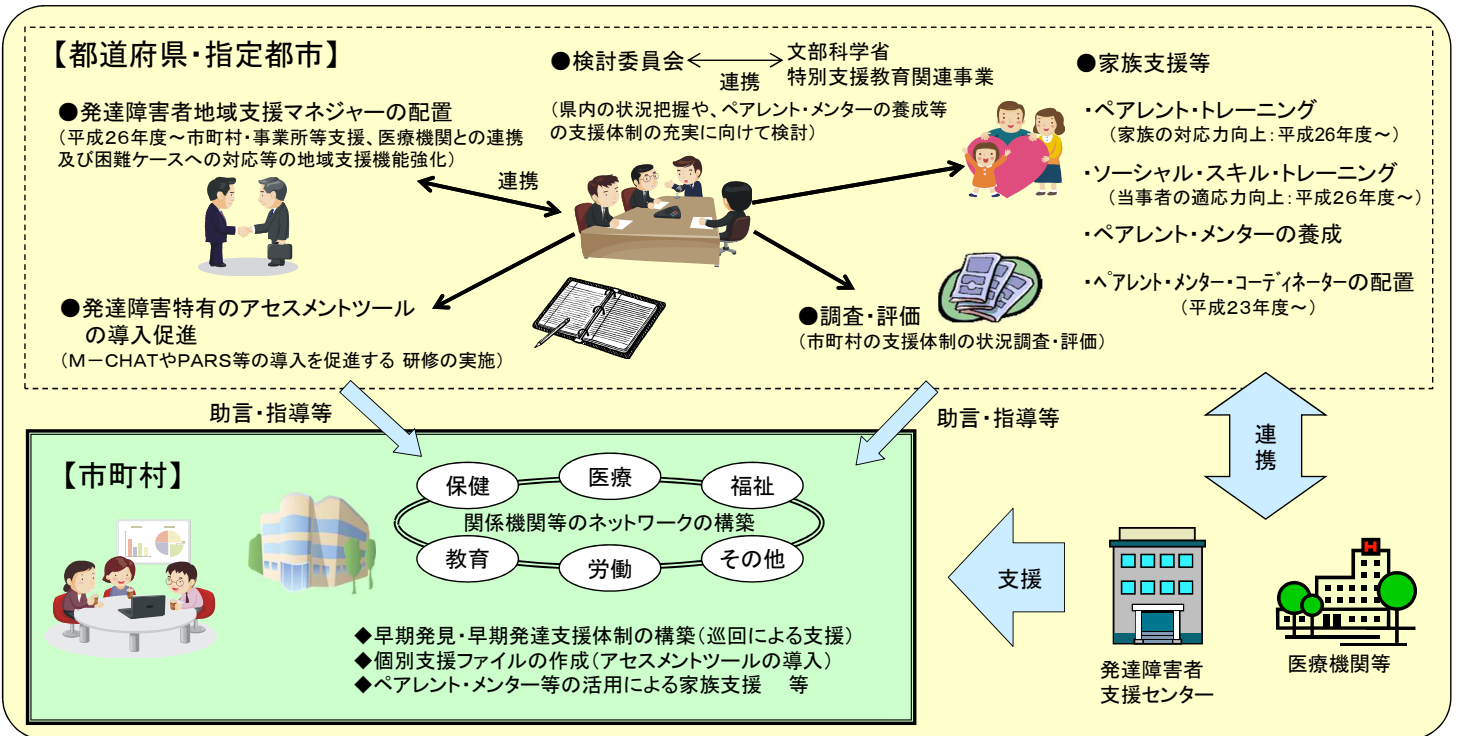 【都道府県・指定都市】
●発達障害者地域支援マネジャーの配置
(平成26年度~市町村・事業所等支援、医療機関との連携
及び困難ケースへの対応等の地域支援機能強化)
連携
●検討委員会
連携
文部科学省
特別支援教育関連事業
(県内の状況把握や、ペアレント・メンターの養成等
の支援体制の充実に向けて検討)
●家族支援等
・ペアレント・トレーニング
(家族の対応力向上:平成26年度~)
・ソーシャル・スキル・トレーニング
(当事者の適応力向上:平成26年度~)
・ペアレント・メンターの養成
・ペアレント・メンター・コーディネーターの配置
(平成23年度~)
●発達障害特有のアセスメントツール
の導入促進
(M-CHATやPARS等の導入を促進する 研修の実施)
●調査・評価
(市町村の支援体制の状況調査・評価)
助言・指導等
助言・指導等
連携
【市町村】
保健
医療
福祉
関係機関等のネットワークの構築
教育
労働
その他
◆早期発見・早期発達支援体制の構築(巡回による支援)
◆個別支援ファイルの作成(アセスメントツールの導入)
◆ペアレント・メンター等の活用による家族支援 等
支援
発達障害者
支援センター
H
医療機関等